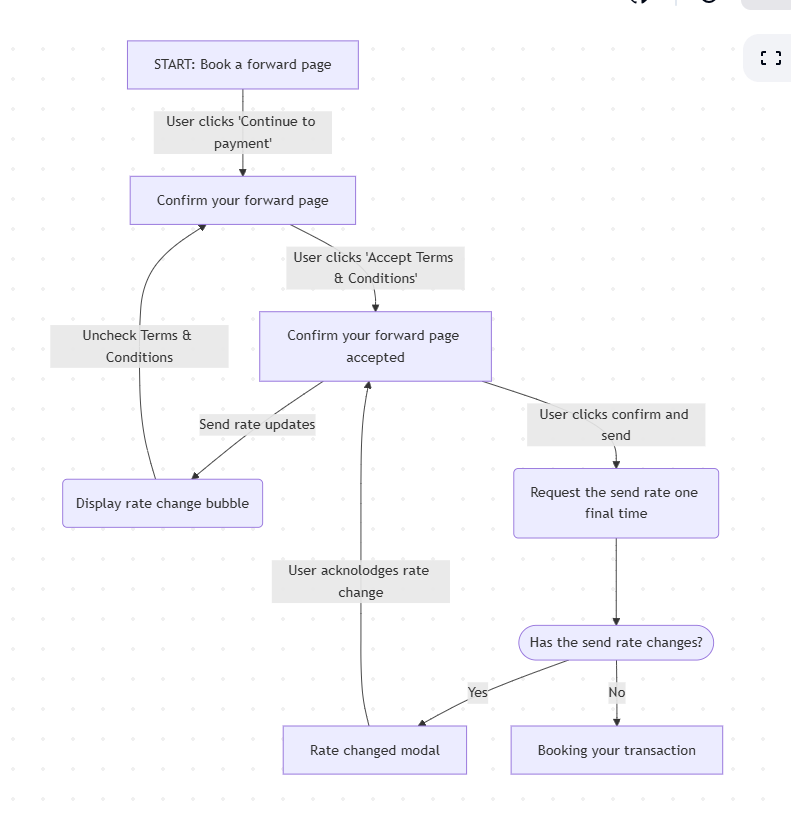 START: Book a forward page
User clicks 'Continue to
payment'
Confirm your forward page
User clicks 'Accept Terms
& Conditions'
Uncheck Terms &
Conditions
Confirm your forward page
accepted
Send rate updates
User clicks confirm and
send
Display rate change bubble
Request the send rate one
final time
User acknolodges rate
change
Has the send rate changes?
Yes
No
Rate changed modal
Booking your transaction